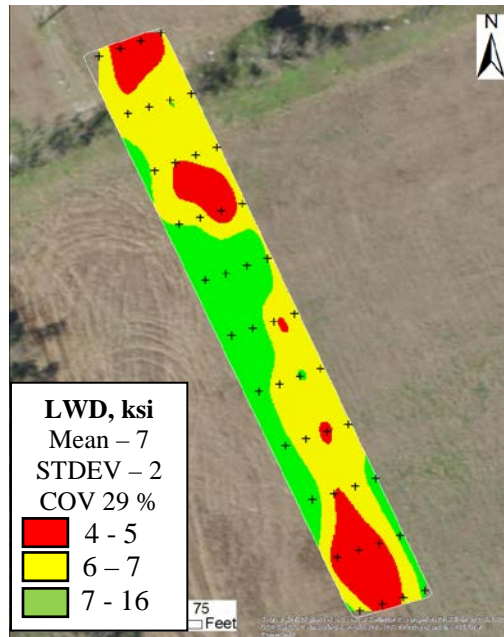 N
LWD, ksi
Mean – 7
STDEV – 2
COV 29 %
4 - 5
6 – 7
7 - 16
75
Feet